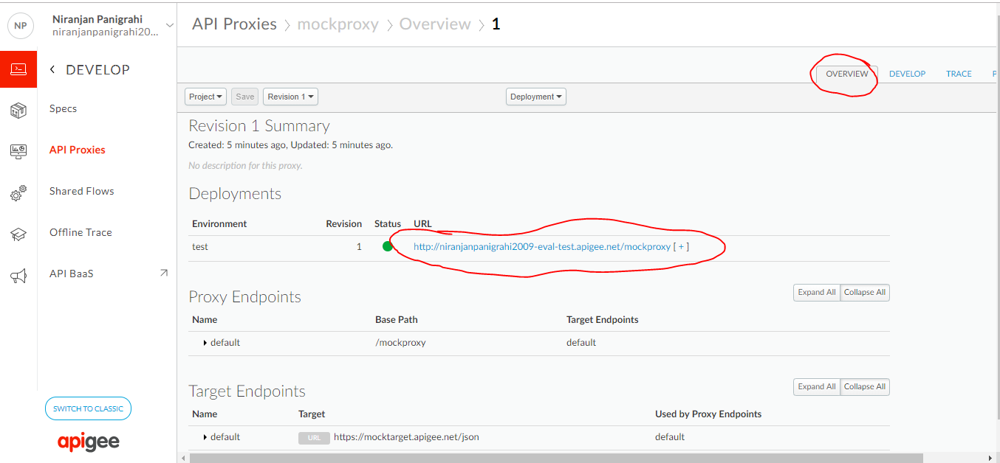 NP
Niranjan Panigrahi
niranjanpanigrahi20...
API Proxies > mockproxy > Overview > 1
DEVELOP
Specs
API Proxies
Shared Flows
Offline Trace
API BaaS
SWITCH TO CLASSIC
apigee
OVERVIEW DEVELOP TRACE P
Project Save Revision 1 Deployment
Revision 1 Summary
Created: 5 minutes ago, Updated: 5 minutes ago.
No description for this proxy.
Deployments
Environment Revision Status URL
test 1 http://niranjanpanigrahi2009-eval-test.apigee.net/mockproxy [ + ]
Proxy Endpoints Expand All Collapse All
Name Base Path Target Endpoints
default /mockproxy default
Target Endpoints Expand All Collapse All
Name Target Used by Proxy Endpoints
default URL https://mocktarget.apigee.net/json default